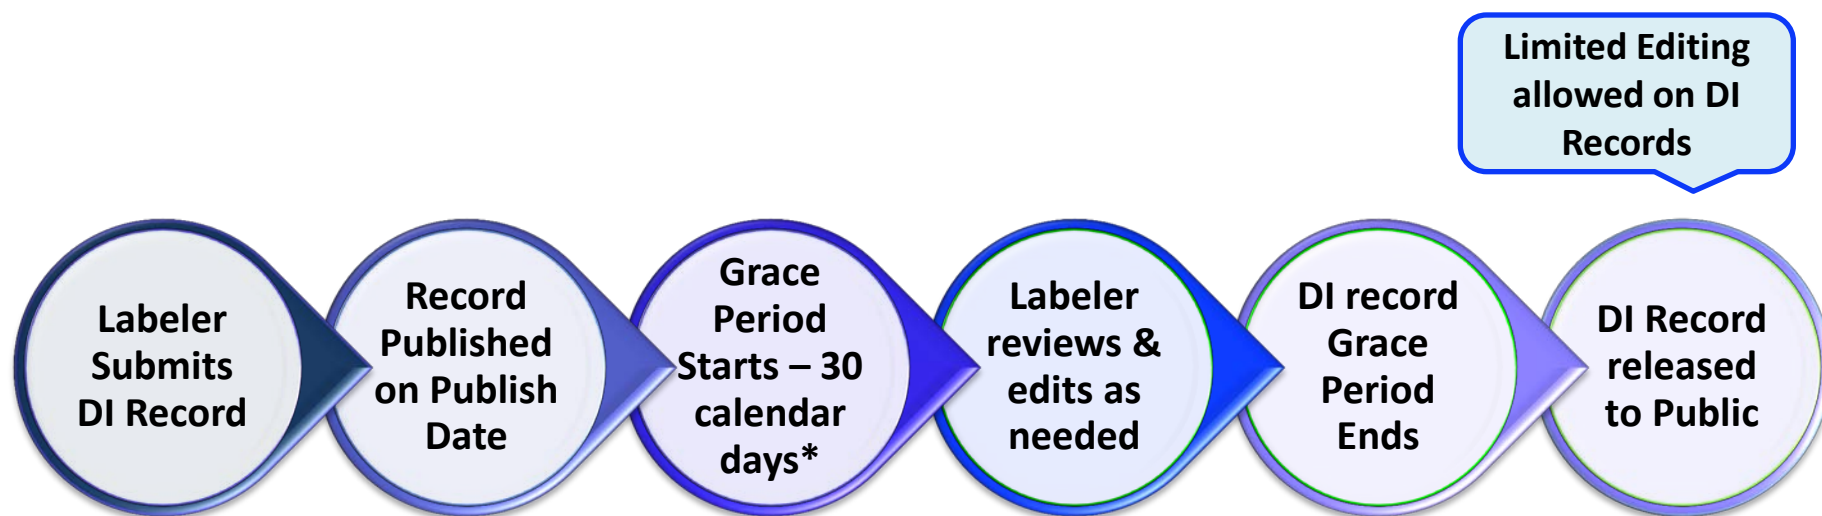 Limited Editing
allowed on DI
Records
Labeler
Submits
DI Record
Record
Published
on Publish
Date
Grace
Period
Starts – 30
calendar
days*
Labeler
reviews &
edits as
needed
DI record
Grace
Period
Ends
DI Record
released
to Public